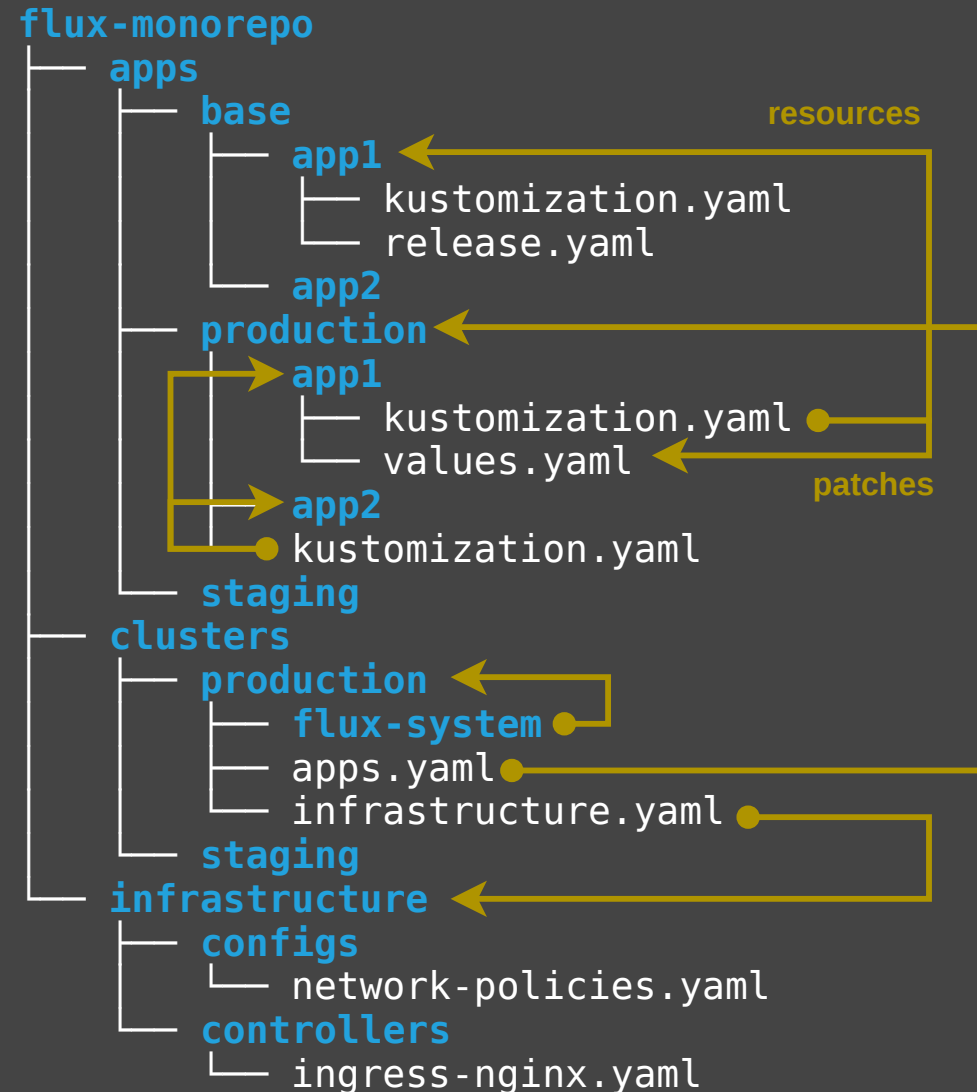 flux-monorepo
apps
base
resources
app1
kustomization.yaml
release.yaml
app2
production
app1
kustomization.yaml
values.yaml
patches
app2
kustomization.yaml
staging
clusters
production
flux-system
apps.yaml
infrastructure.yaml
staging
infrastructure
configs
network-policies.yaml
controllers
ingress-nginx.yaml